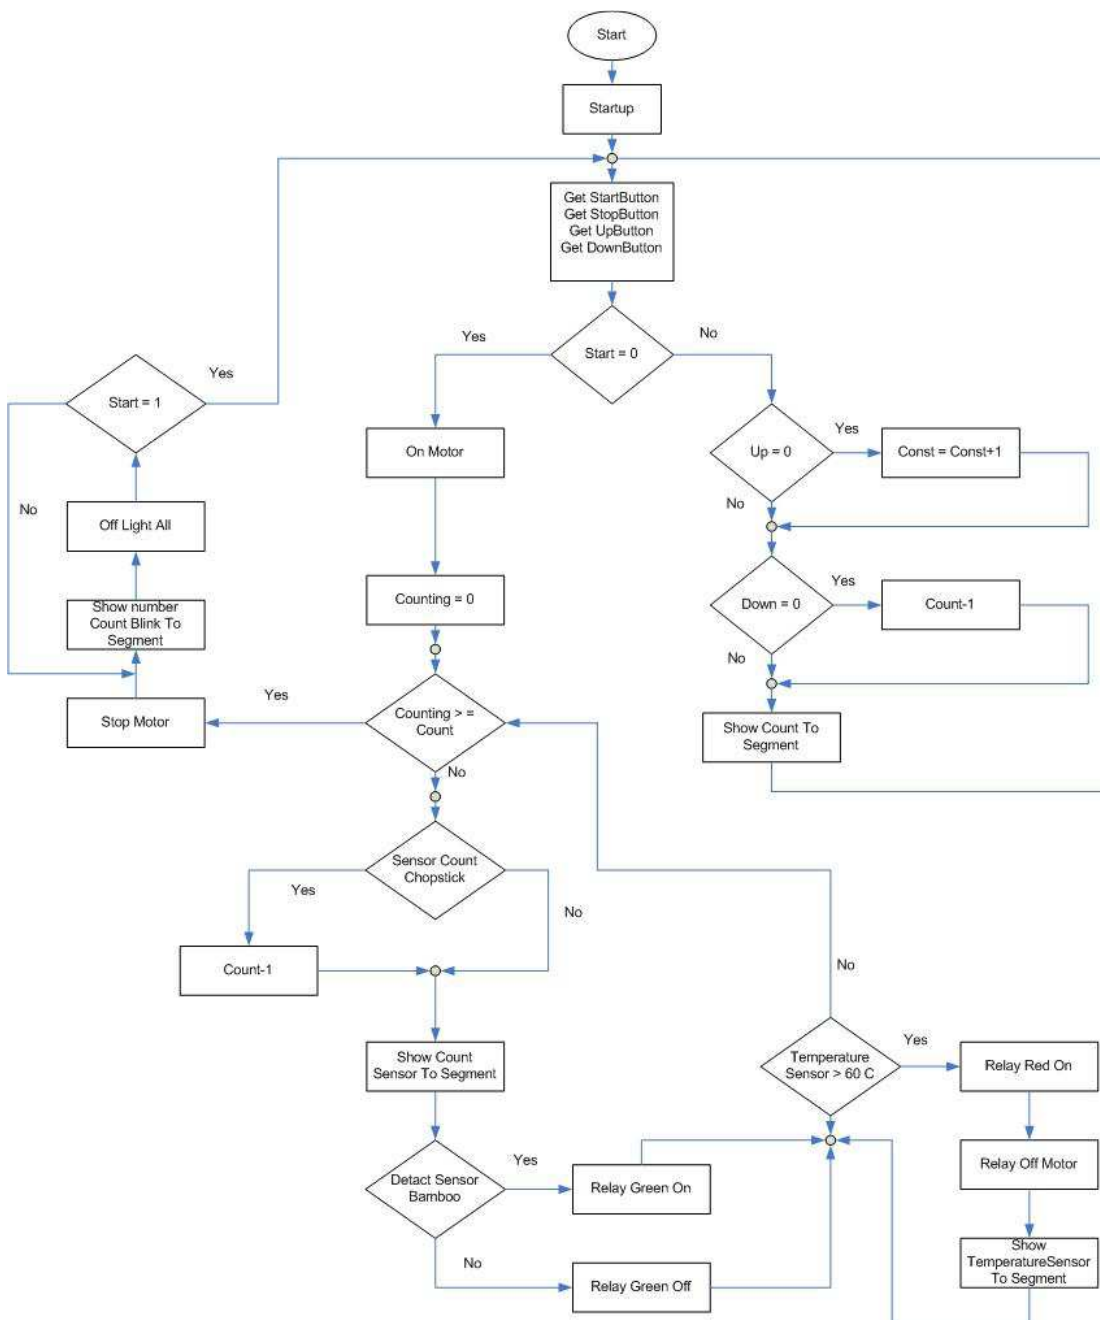 Start
Startup
Get StartButton
Get StopButton
Get UpButton
Get DownButton
Start = 0
Yes
No
Start = 1
Yes
No
On Motor
Up = 0
Yes
Const = Const+1
No
Off Light All
Show number
Count Blink To
Segment
Counting = 0
Down = 0
Yes
Count-1
No
Stop Motor
Yes
Counting > =
Count
No
Show Count To
Segment
Sensor Count
Chopstick
Yes
No
Count-1
Show Count
Sensor To Segment
No
Temperature
Sensor > 60 C
Yes
Relay Red On
Relay Off Motor
Detact Sensor
Bamboo
Yes
Relay Green On
No
Relay Green Off
Show
TemperatureSensor
To Segment